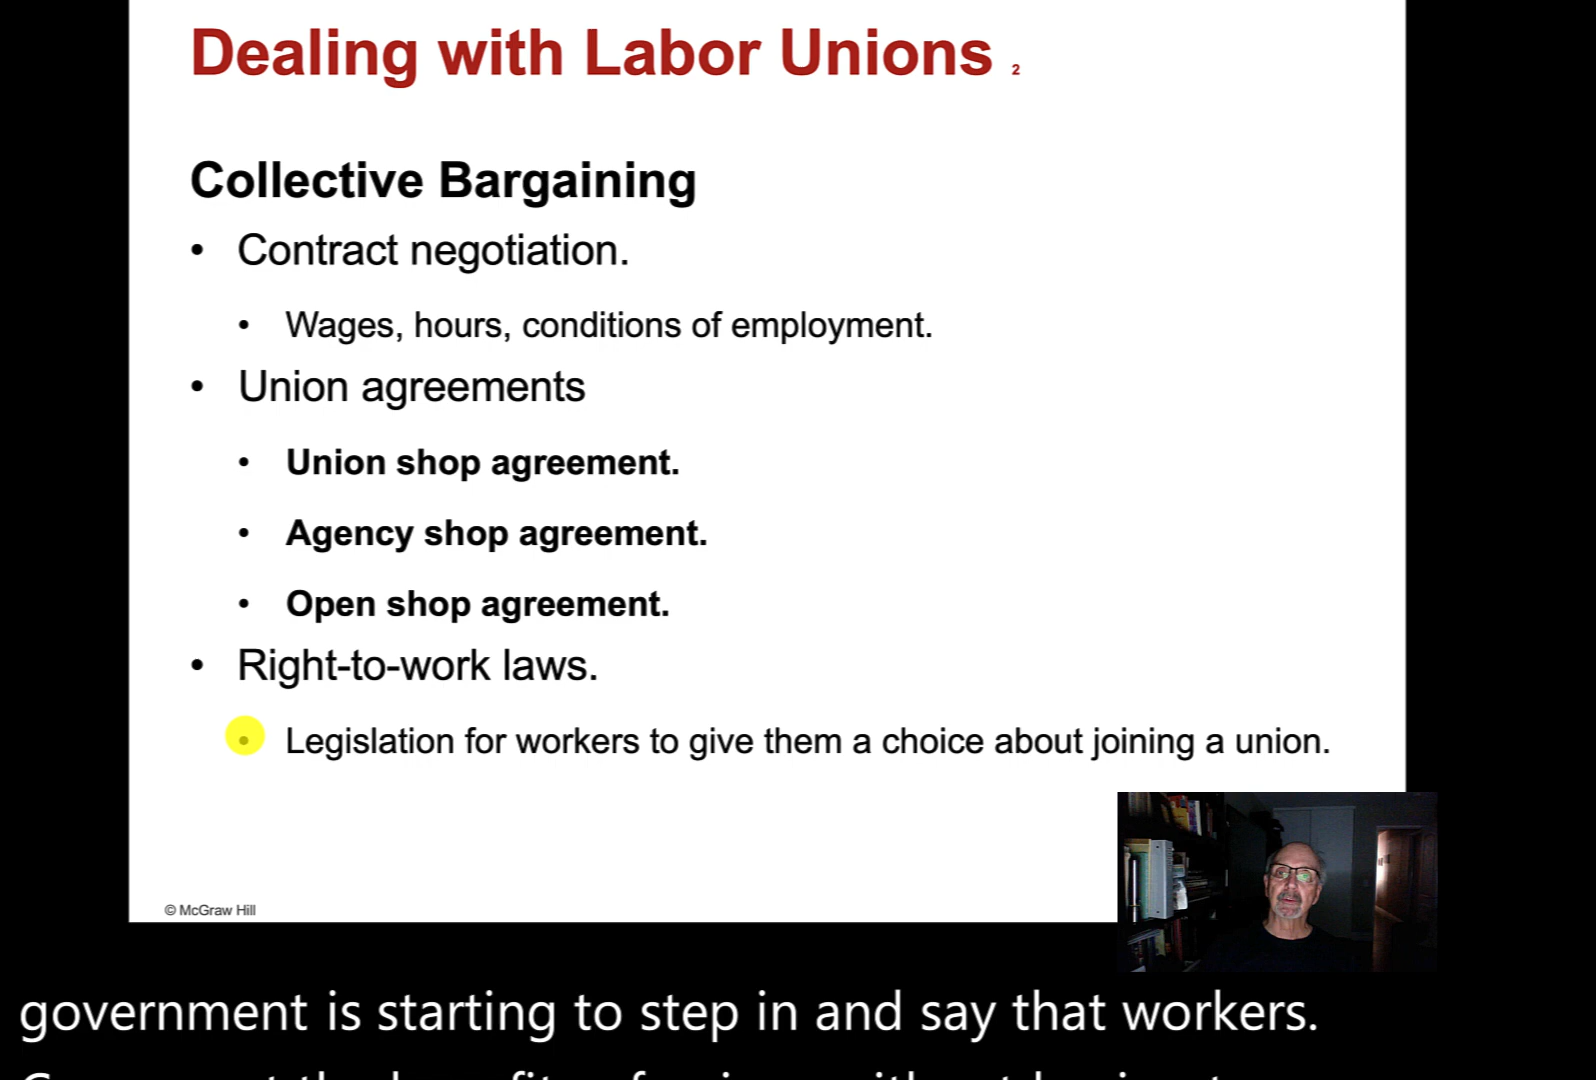 Dealing with Labor Unions 2
Collective Bargaining
• Contract negotiation.
• Wages, hours, conditions of employment.
• Union agreements
• Union shop agreement.
• Agency shop agreement.
• Open shop agreement.
• Right-to-work laws.
• Legislation for workers to give them a choice about joining a union.
© McGraw Hill
government is starting to step in and say that workers.